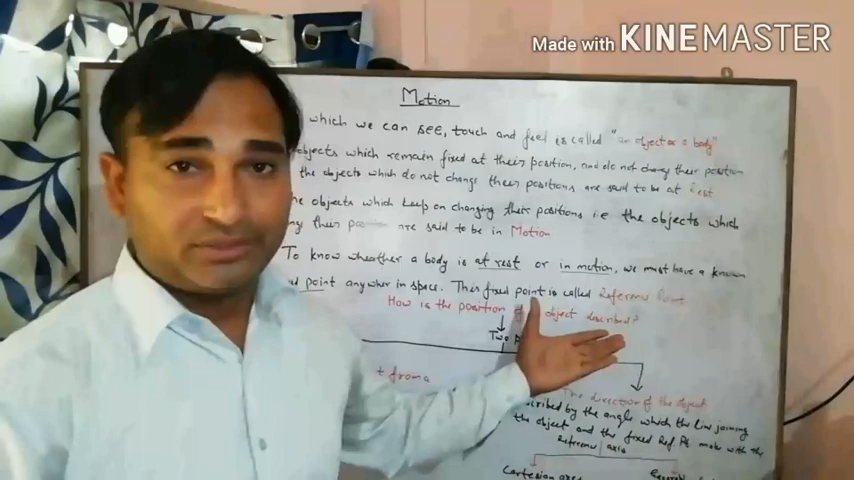 Made with KINEMASTER
Motion
which we can see, touch and feel is called "an object or a body"
objects which remain fixed at their position, and do not change their position
the objects which do not change their positions are said to be at Rest
objects which keep on changing their positions i.e the objects which
their are said to be in Motion
To know wheather a body is at rest or in motion, we must have a known
point anywhere in space. This fixed point is called Reference Point
How is the position object described?
from a
The direction of the object
by the angle which the line joining
the object and the fixed Ref Pt make with the
reference axis
Cartesian axes